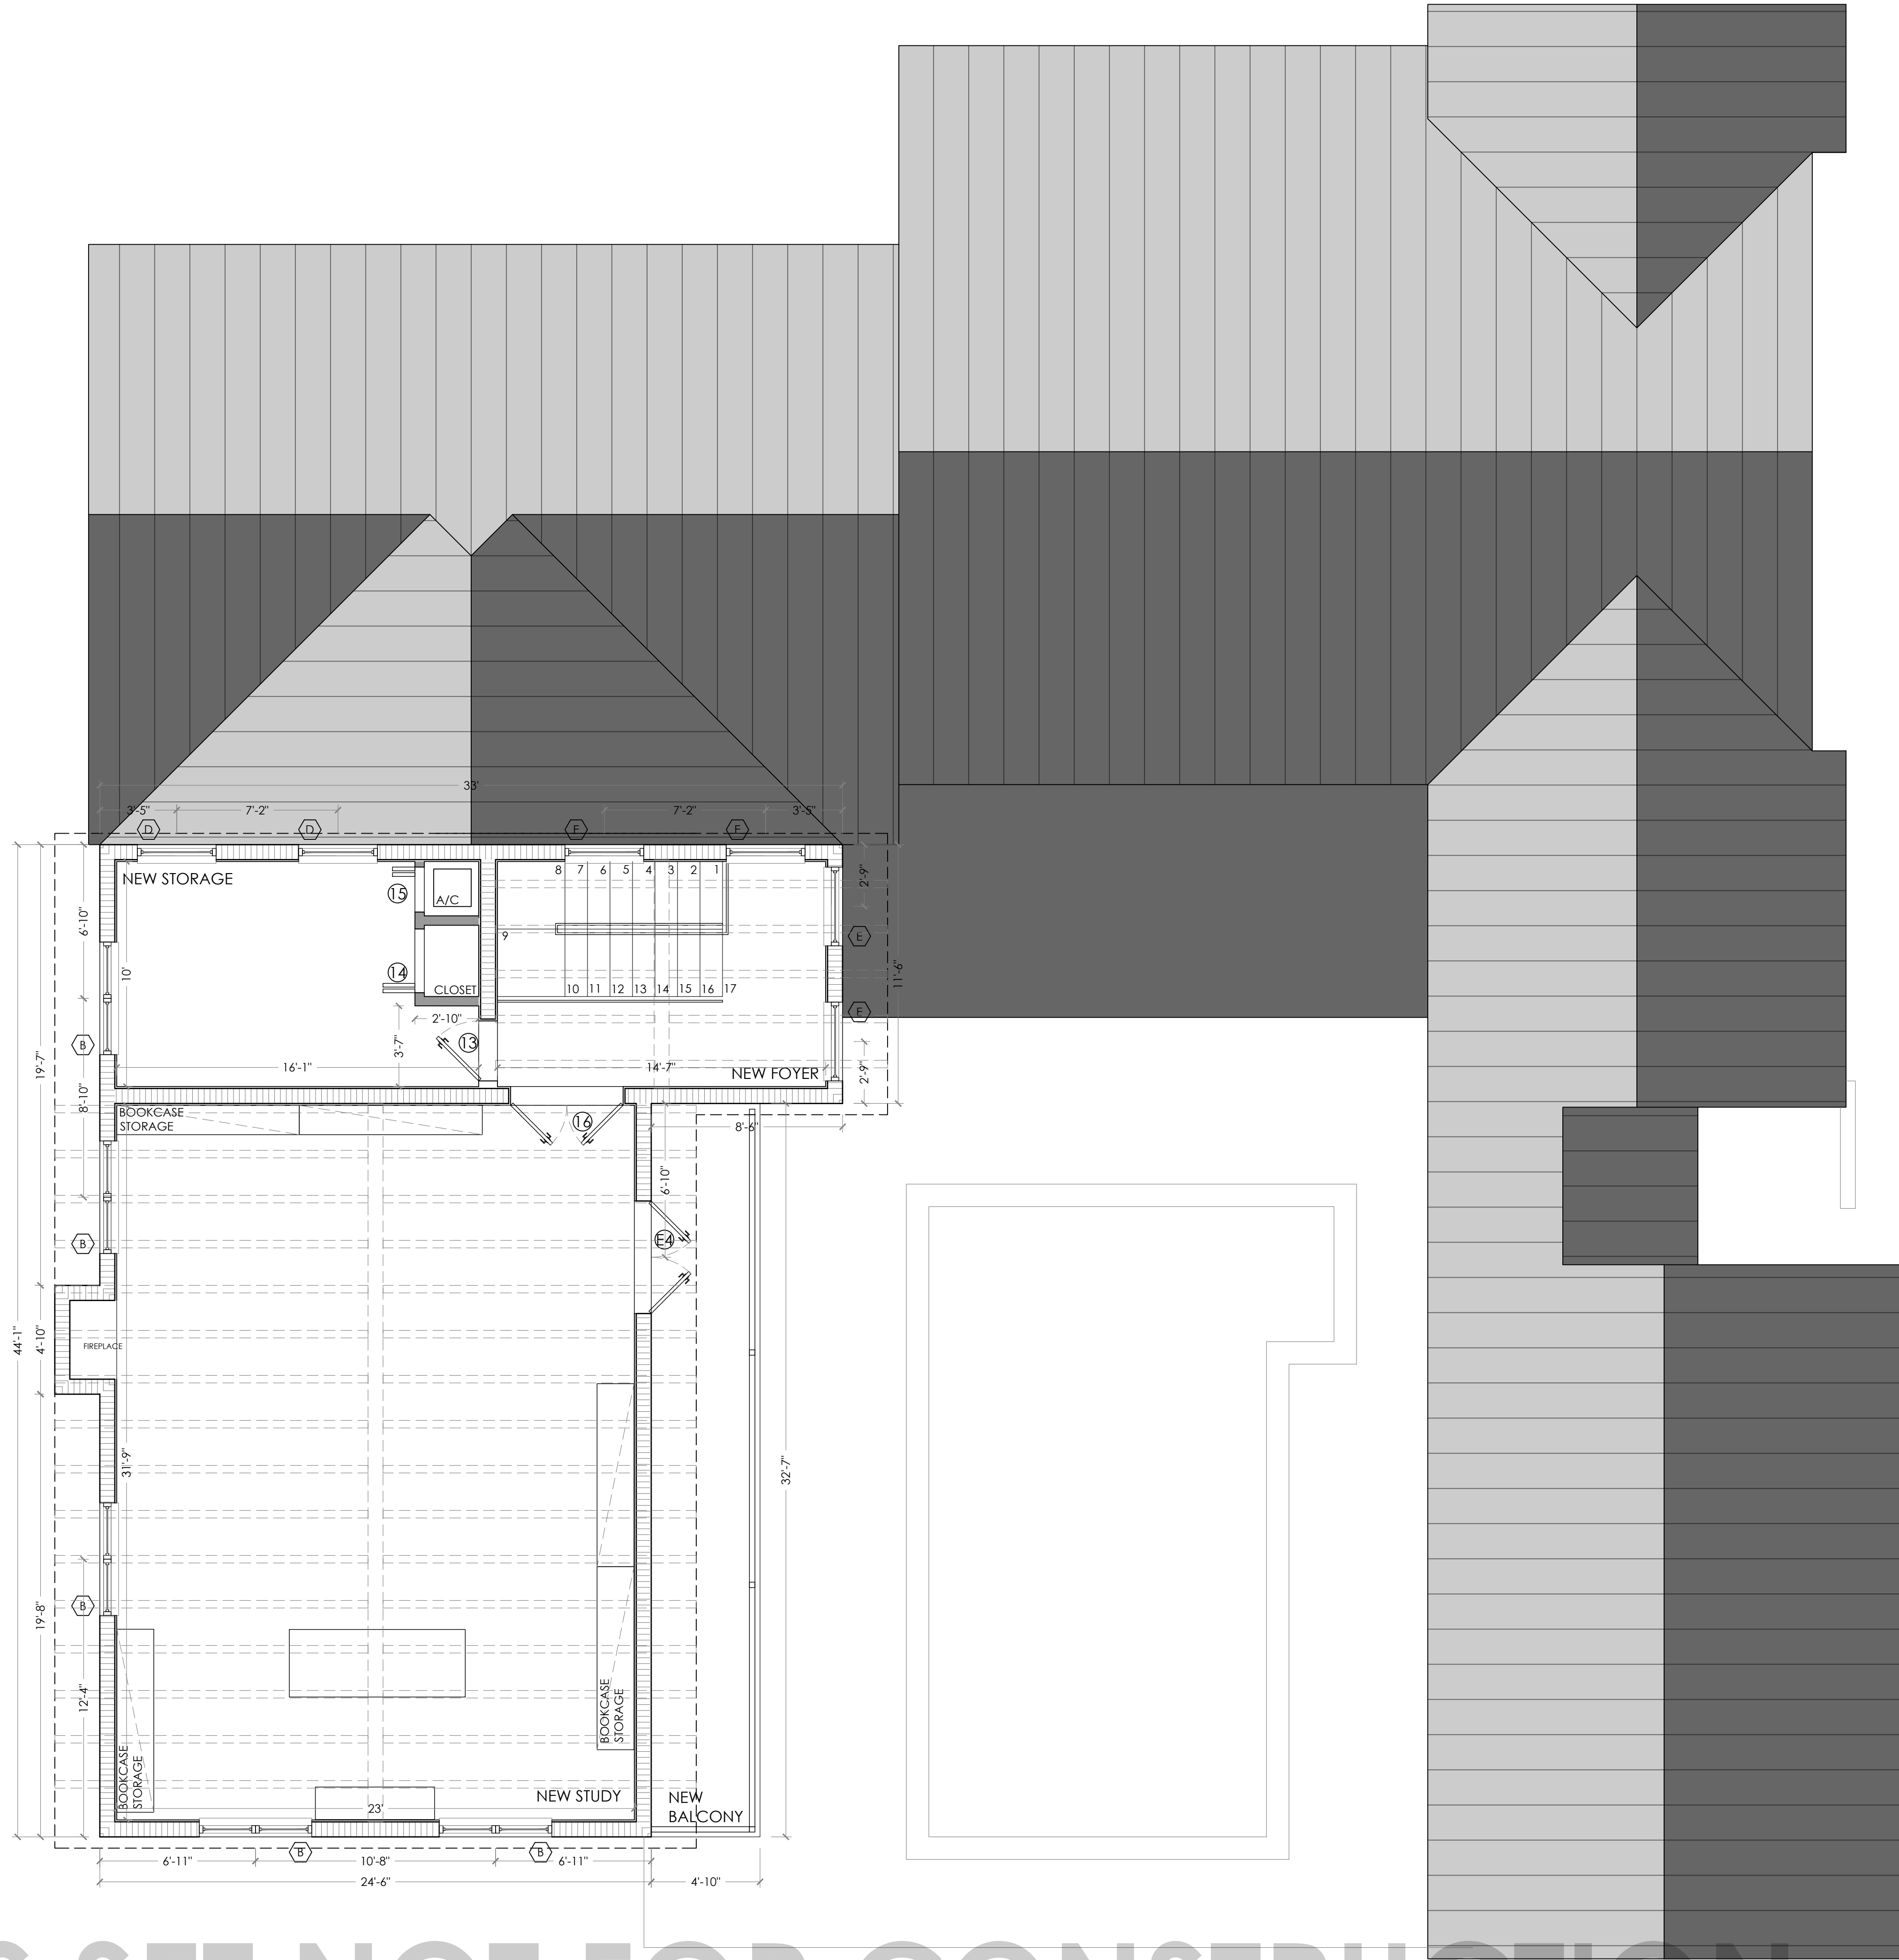 33'
3'-5"
7'-2"
7'-2"
3'-5"
D
D
NEW STORAGE
15
A/C
14
CLOSET
2'-10"
13
3'-7"
16'-1"
10'
8 7 6 5 4 3 2 1
9
10 11 12 13 14 15 16 17
14'-7"
NEW FOYER
2'-9"
E
11'-6"
2'-9"
6'-10"
B
19'-7"
8'-10"
BOOKCASE
STORAGE
16
8'-6"
6'-10"
E4
B
44'-1"
4'-10"
FIREPLACE
31'-9"
32'-7"
B
19'-8"
12'-4"
BOOKCASE
STORAGE
BOOKCASE
STORAGE
NEW STUDY
NEW
BALCONY
23'
B
B
6'-11"
10'-8"
6'-11"
24'-6"
4'-10"
SET NOT FOR CONSTRUCTION